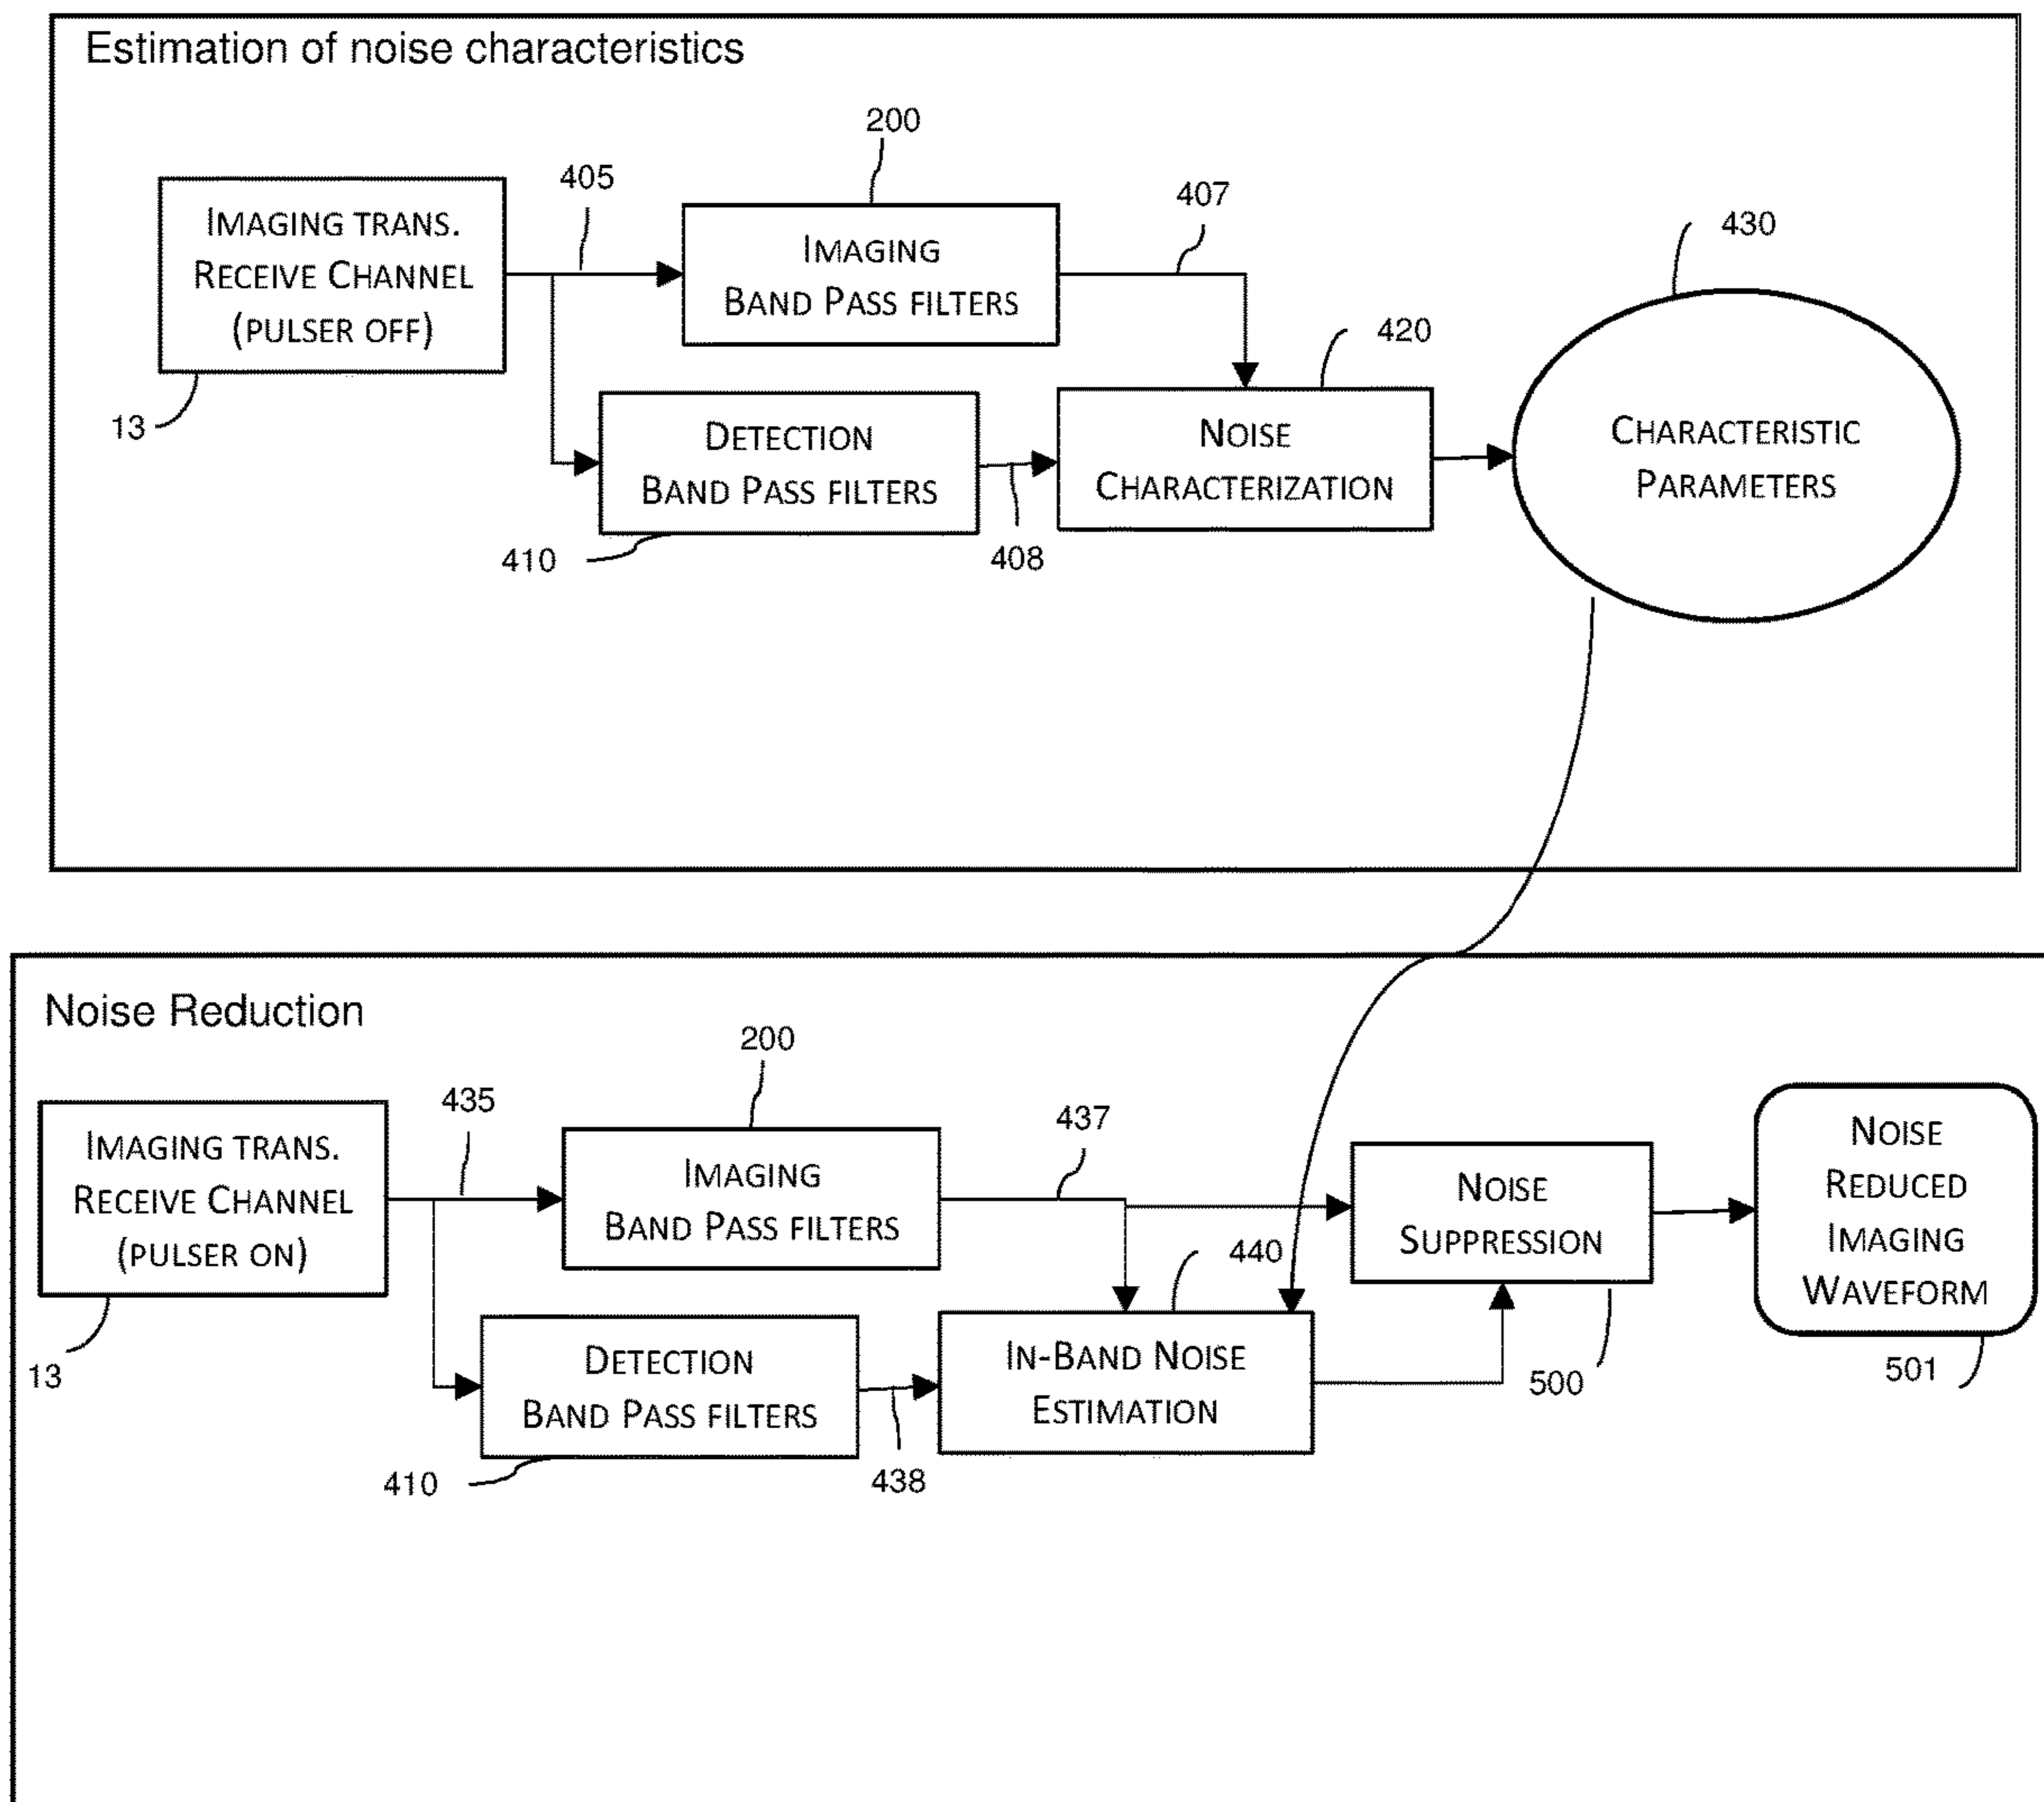 Estimation of noise characteristics
200
405
407
430
IMAGING TRANS.
RECEIVE CHANNEL
(PULSER OFF)
IMAGING
BAND PASS FILTERS
420
13
DETECTION
BAND PASS FILTERS
NOISE
CHARACTERIZATION
CHARACTERISTIC
PARAMETERS
410
408
Noise Reduction
200
435
437
IMAGING TRANS.
RECEIVE CHANNEL
(PULSER ON)
IMAGING
BAND PASS FILTERS
440
NOISE
SUPPRESSION
NOISE
REDUCED
IMAGING
WAVEFORM
13
DETECTION
BAND PASS FILTERS
IN-BAND NOISE
ESTIMATION
500
501
410
438